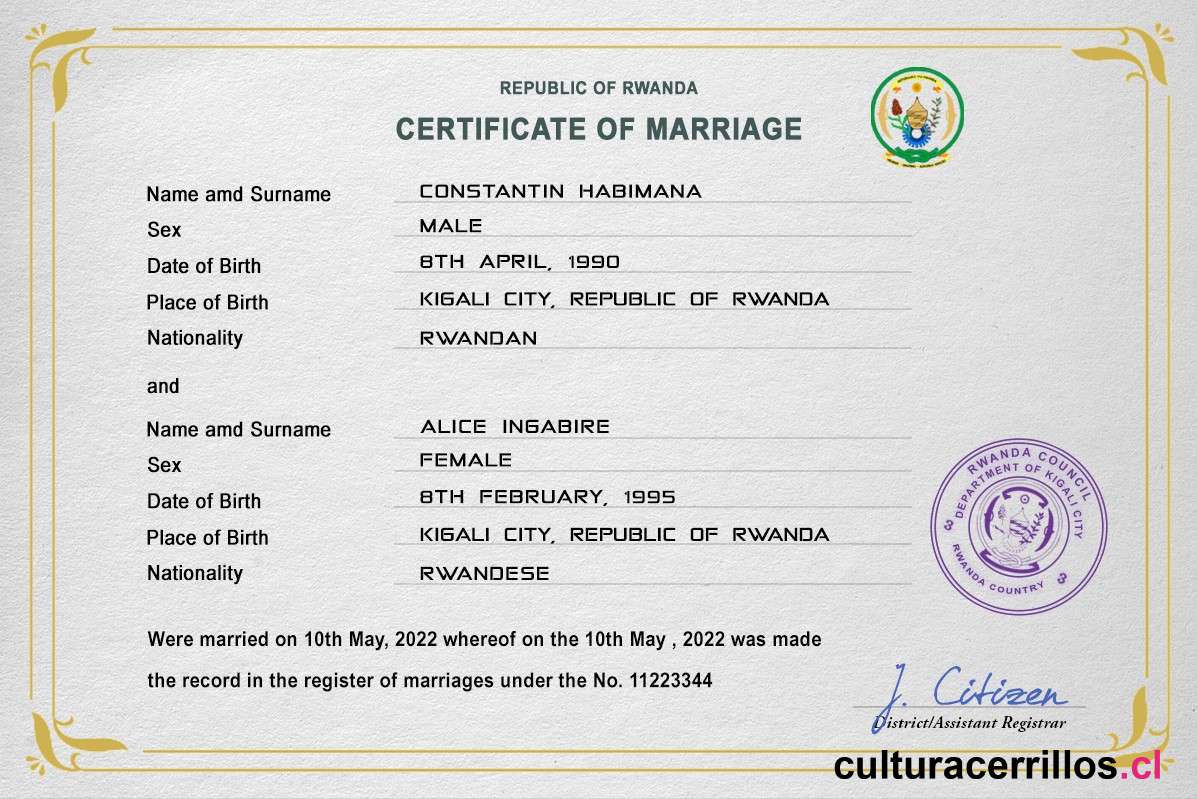 REPUBLIC OF RWANDA
CERTIFICATE OF MARRIAGE
Name amd Surname CONSTANTIN HABIMANA
Sex MALE
Date of Birth 8TH APRIL, 1990
Place of Birth KIGALI CITY, REPUBLIC OF RWANDA
Nationality RWANDAN
and
Name amd Surname ALICE INGABIRE
Sex FEMALE
Date of Birth 8TH FEBRUARY, 1995
Place of Birth KIGALI CITY, REPUBLIC OF RWANDA
Nationality RWANDESE
RWANDA COUNCIL
DEPARTMENT OF KIGALI CITY
RWANDA COUNTRY
Were married on 10th May, 2022 whereof on the 10th May , 2022 was made
the record in the register of marriages under the No. 11223344
J. Citizen
District/Assistant Registrar
culturacerrillos.cl